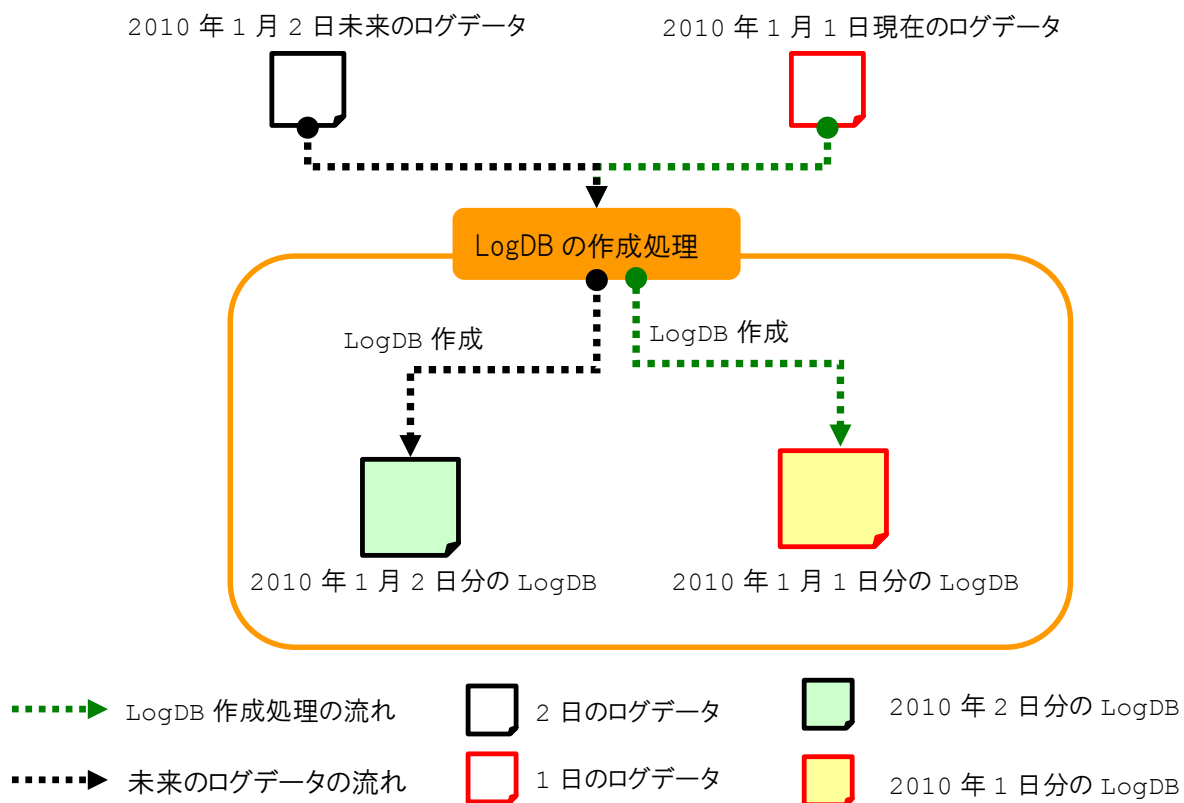 2010 年 1 月 2 日未来のログデータ
2010 年 1 月 1 日現在のログデータ
LogDB の作成処理
LogDB 作成
LogDB 作成
2010 年 1 月 2 日分の LogDB
2010 年 1 月 1 日分の LogDB
LogDB 作成処理の流れ
2 日のログデータ
2010 年 2 日分の LogDB
未来のログデータの流れ
1 日のログデータ
2010 年 1 日分の LogDB